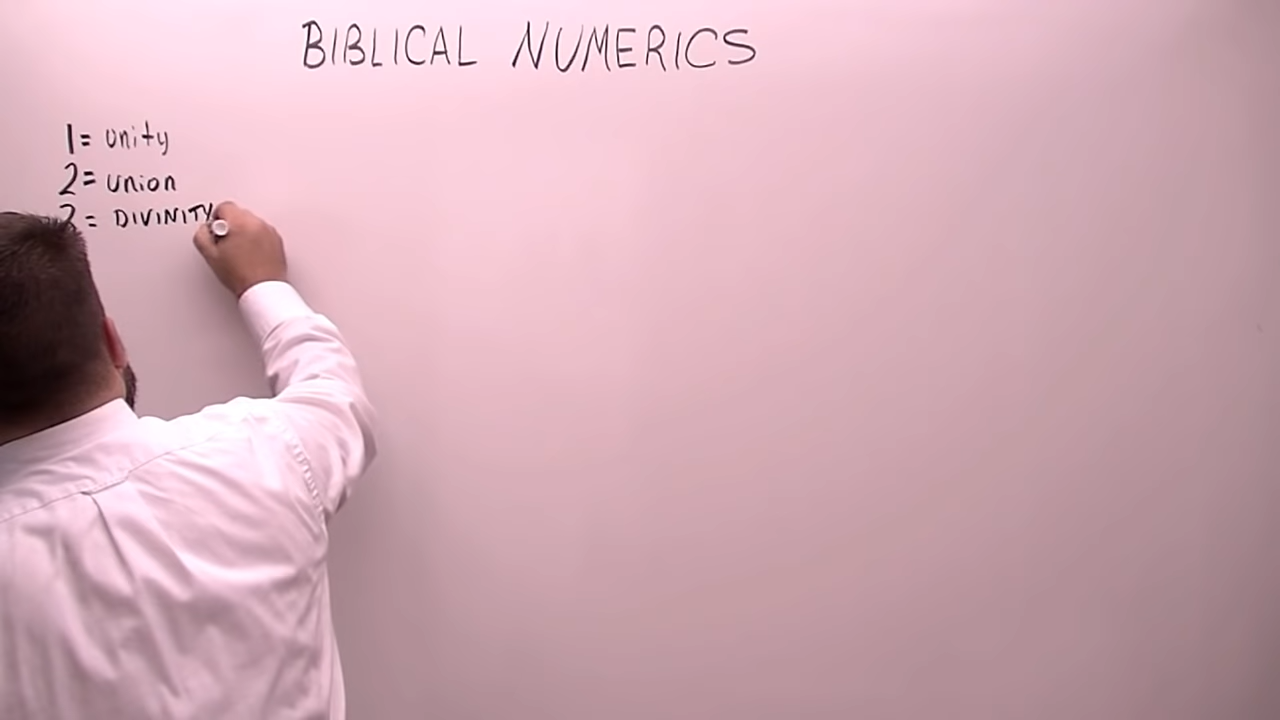 BIBLICAL NUMERICS
1= unity
2= union
= DIVINITY